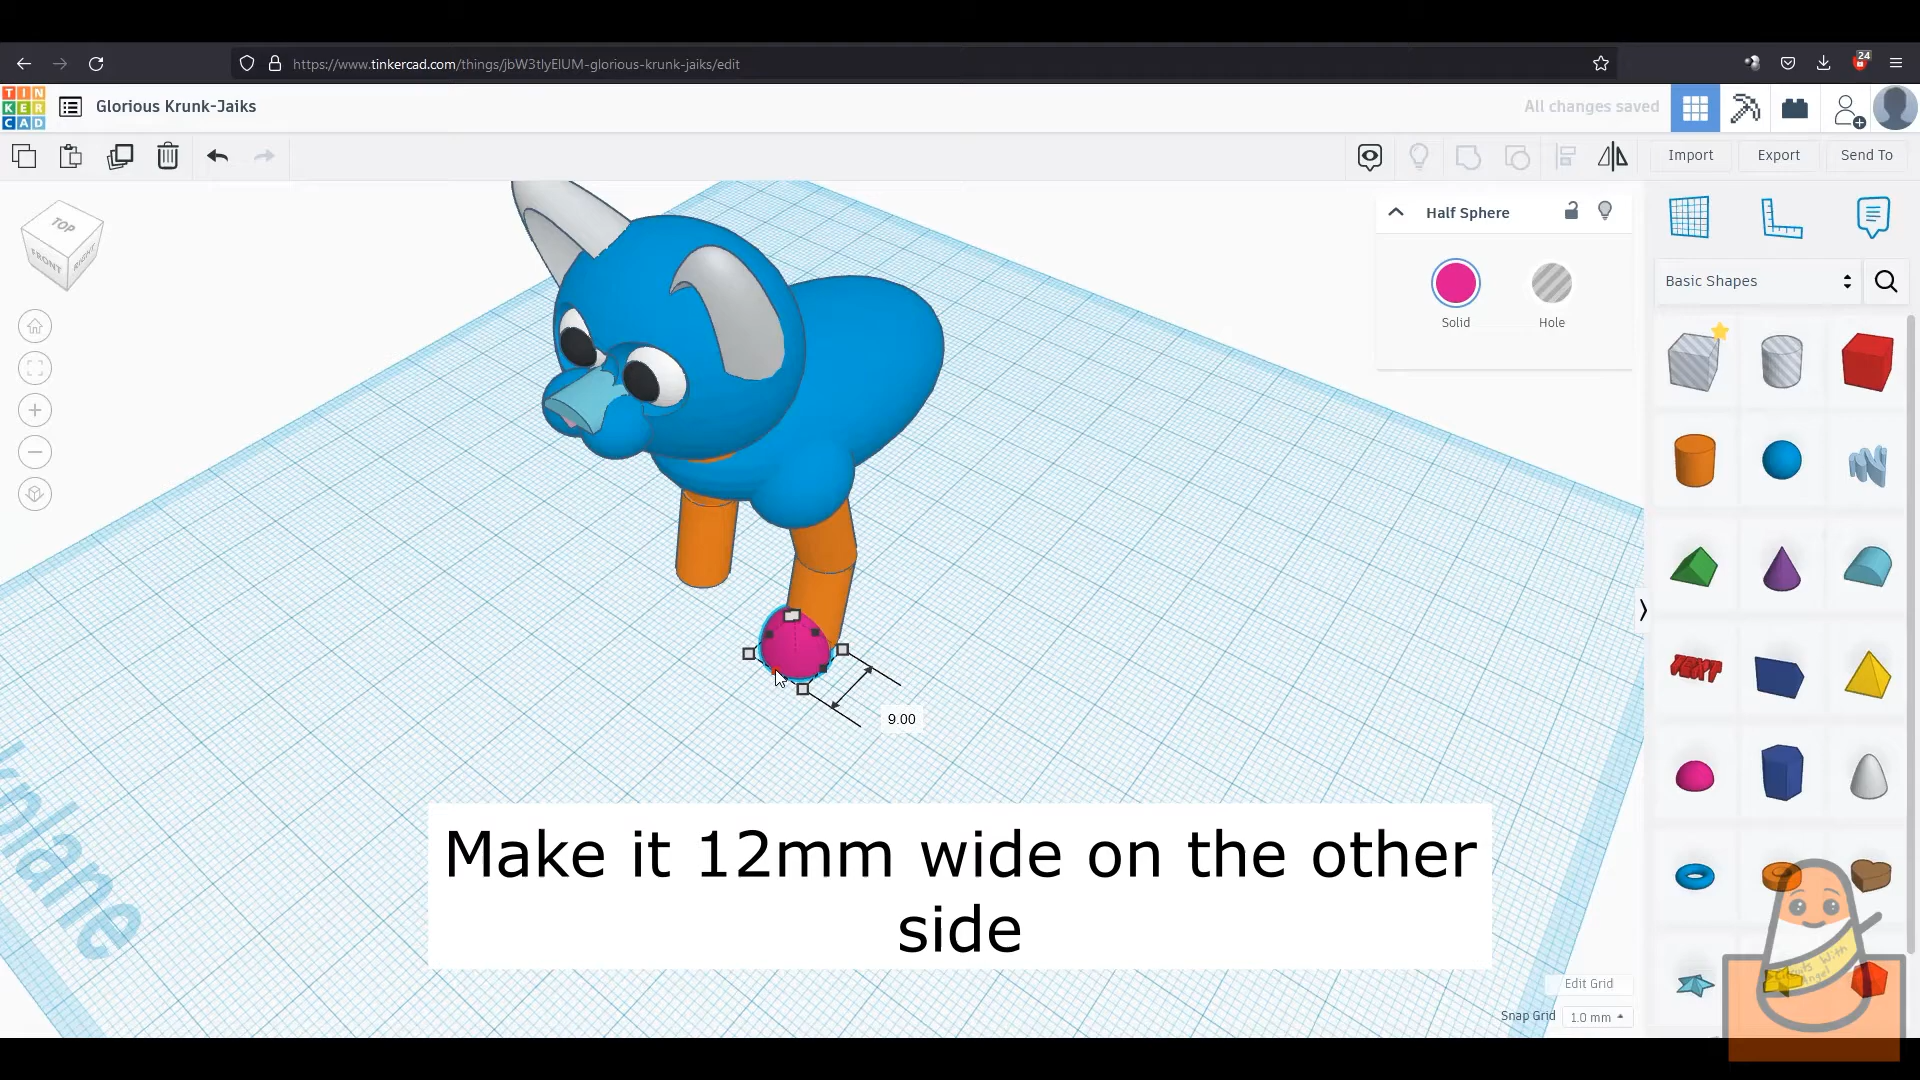 https://www.tinkercad.com/things/jbW3tlyElUM-glorious-krunk-jaiks/edit
24
TIN
KER
CAD
Glorious Krunk-Jaiks
All changes saved
Import
Export
Send To
TOP
FRONT
RIGHT
Half Sphere
Solid
Hole
Basic Shapes
TEXT
9.00
Make it 12mm wide on the other
side
Edit Grid
Snap Grid
1.0 mm